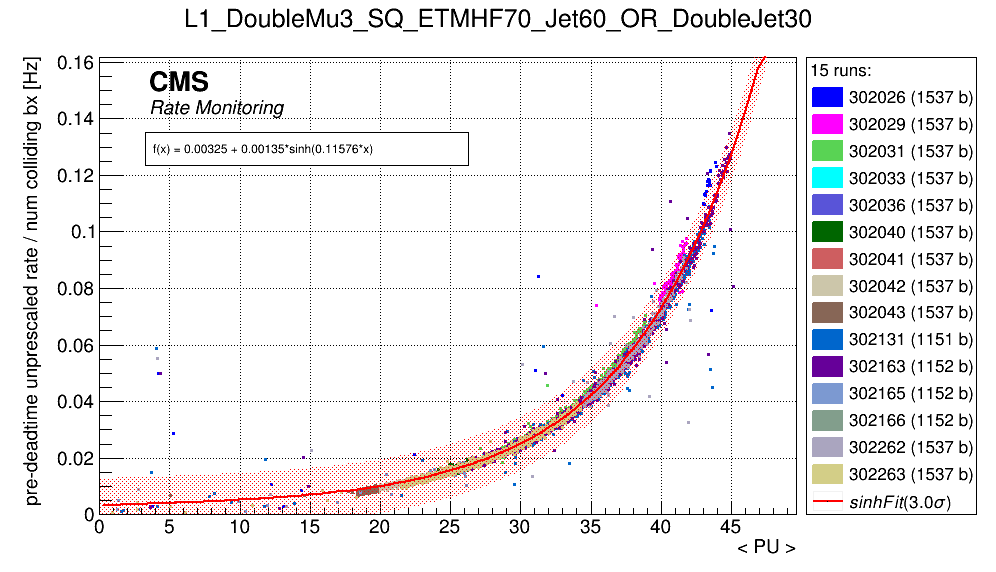 L1_DoubleMu3_SQ_ETMHF70_Jet60_OR_DoubleJet30
pre-deadtime unprescaled rate / num colliding bx [Hz]
0.16
0.14
0.12
0.1
0.08
0.06
0.04
0.02
0
CMS
Rate Monitoring
f(x) = 0.00325 + 0.00135*sinh(0.11576*x)
0 5 10 15 20 25 30 35 40 45
< PU >
15 runs:
302026 (1537 b)
302029 (1537 b)
302031 (1537 b)
302033 (1537 b)
302036 (1537 b)
302040 (1537 b)
302041 (1537 b)
302042 (1537 b)
302043 (1537 b)
302131 (1151 b)
302163 (1152 b)
302165 (1152 b)
302166 (1152 b)
302262 (1537 b)
302263 (1537 b)
sinhFit(3.0σ)